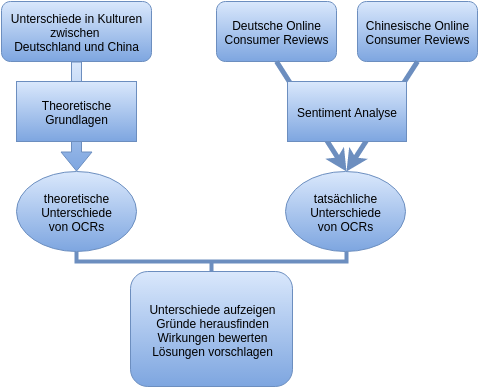 Unterschiede in Kulturen
zwischen
Deutschland und China
Deutsche Online
Consumer Reviews
Chinesische Online
Consumer Reviews
Theoretische
Grundlagen
Sentiment Analyse
theoretische
Unterschiede
von OCRs
tatsächliche
Unterschiede
von OCRs
Unterschiede aufzeigen
Gründe herausfinden
Wirkungen bewerten
Lösungen vorschlagen